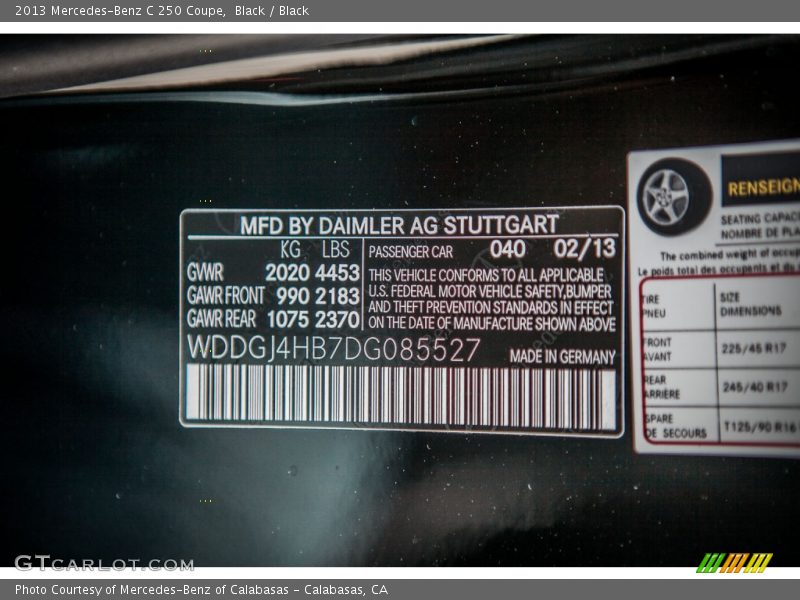 2013 Mercedes-Benz C 250 Coupe, Black / Black
MFD BY DAIMLER AG STUTTGART
KG LBS
GWR 2020 4453
GAWR FRONT 990 2183
GAWR REAR 1075 2370
PASSENGER CAR 040 02/13
THIS VEHICLE CONFORMS TO ALL APPLICABLE
U.S. FEDERAL MOTOR VEHICLE SAFETY, BUMPER
AND THEFT PREVENTION STANDARDS IN EFFECT
ON THE DATE OF MANUFACTURE SHOWN ABOVE
WDDGJ4HB7DG085527
MADE IN GERMANY
RENSEIGN
SEATING CAPAC
NOMBRE DE PLA
The combined weight of occup
Le poids total des occupants et du
TIRE SIZE
PNEU DIMENSIONS
FRONT 225/45 R17
AVANT
REAR 245/40 R17
ARRIÈRE
SPARE T125/90 R16
DE SECOURS
GTCARLOT.COM
Photo Courtesy of Mercedes-Benz of Calabasas - Calabasas, CA